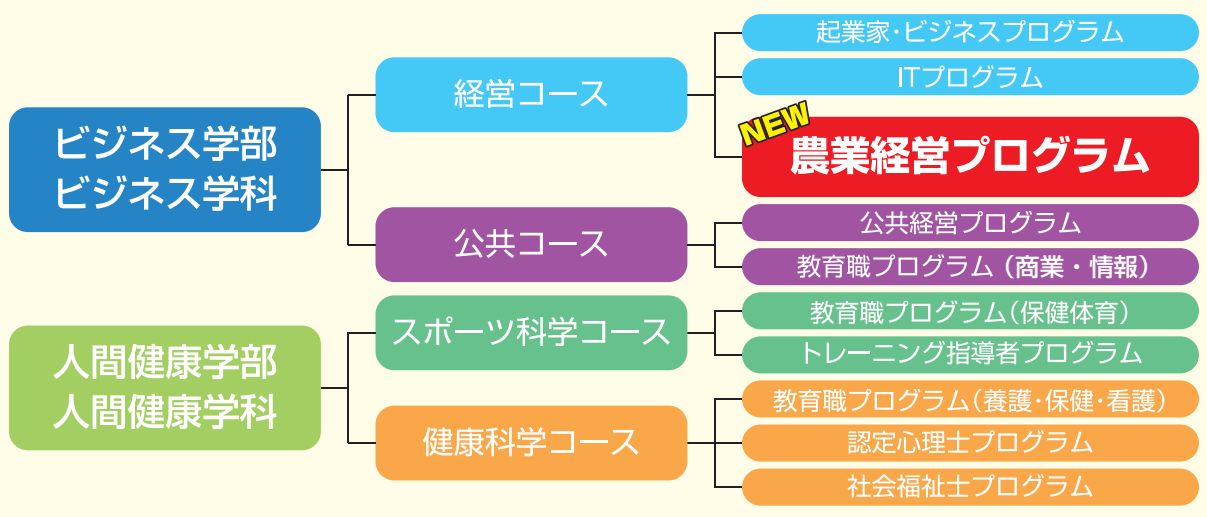 ビジネス学部
ビジネス学科
経営コース
起業家・ビジネスプログラム
ITプログラム
NEW
農業経営プログラム
公共コース
公共経営プログラム
教育職プログラム（商業・情報）
人間健康学部
人間健康学科
スポーツ科学コース
教育職プログラム（保健体育）
トレーニング指導者プログラム
健康科学コース
教育職プログラム（養護・保健・看護）
認定心理士プログラム
社会福祉士プログラム